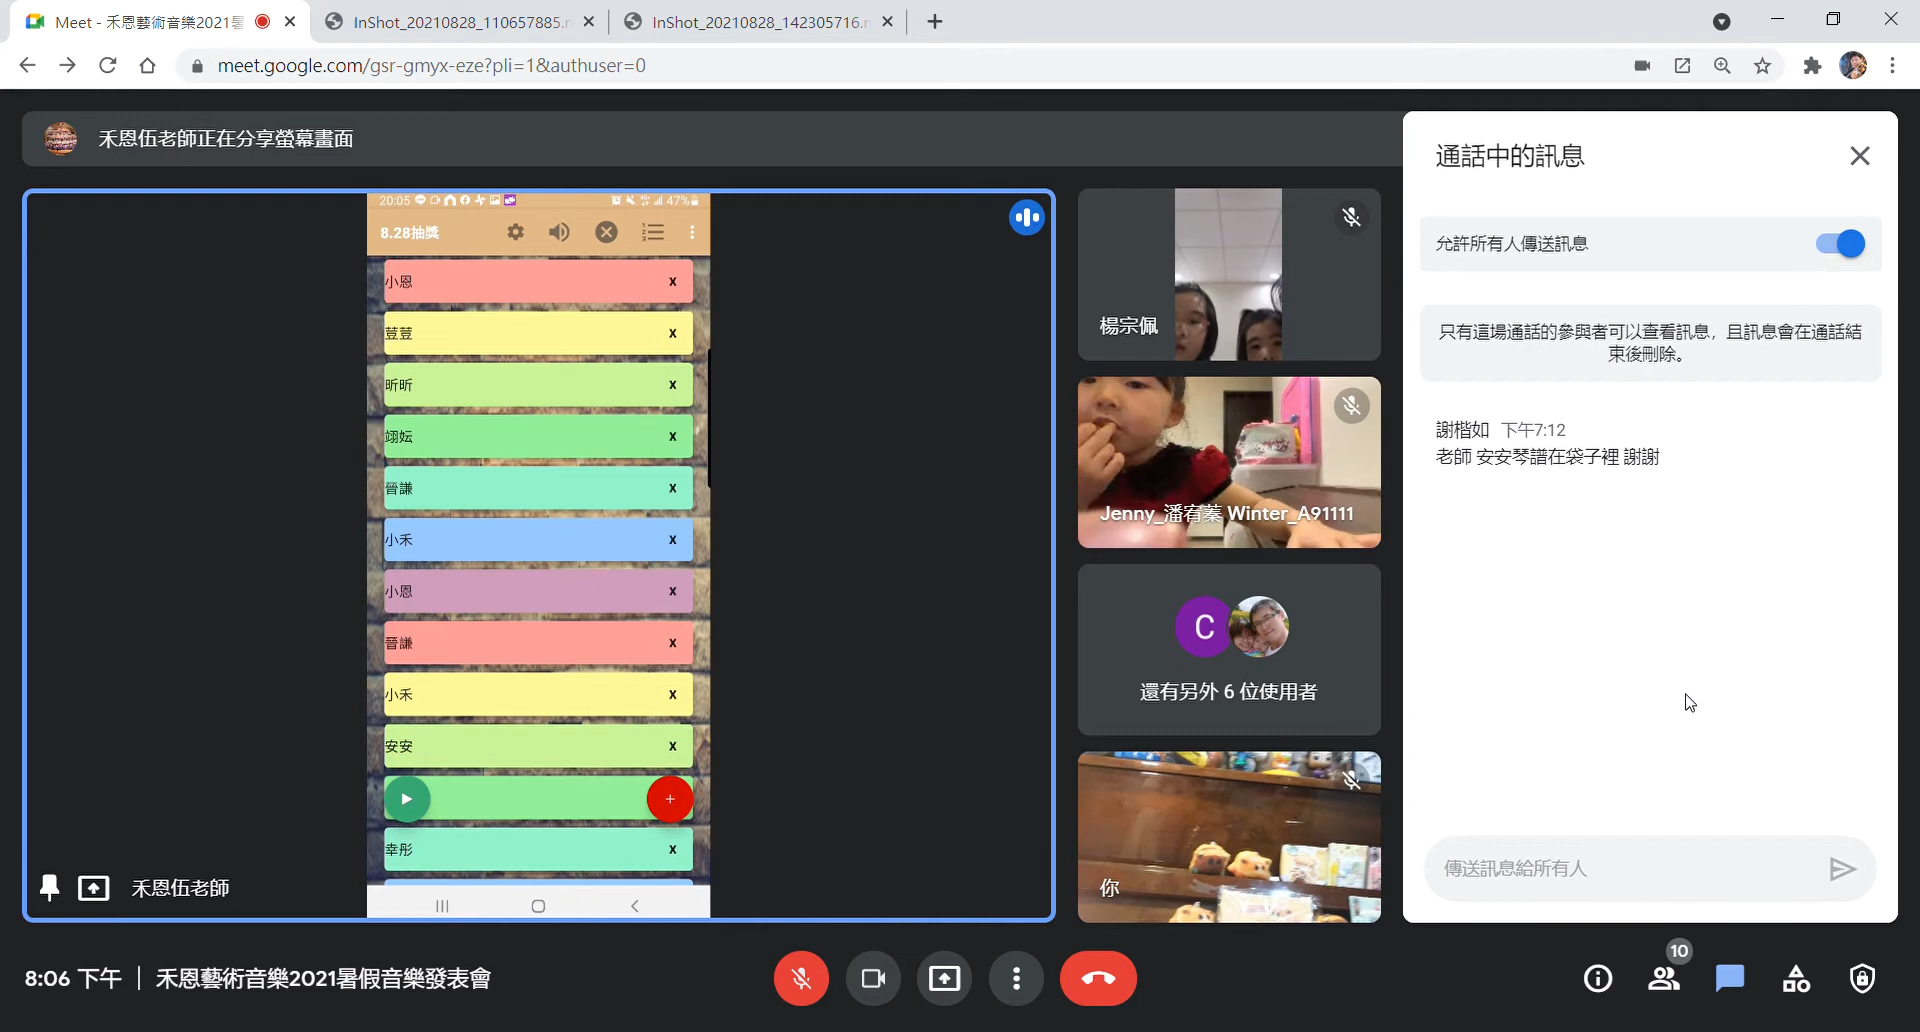 Meet - 禾恩藝術音樂2021暑
InShot_20210828_110657885.m
InShot_20210828_142305716.m
meet.google.com/gsr-gmyx-eze?pli=1&authuser=0
禾恩伍老師正在分享螢幕畫面
20:05
47%
8.28抽獎
小恩 x
荳荳 x
昕昕 x
翊妘 x
晉謙 x
小禾 x
小恩 x
晉謙 x
小禾 x
安安 x
幸彤 x
禾恩伍老師
楊宗佩
Jenny_潘宥蓁 Winter_A91111
C
還有另外 6 位使用者
你
通話中的訊息
允許所有人傳送訊息
只有這場通話的參與者可以查看訊息，且訊息會在通話結
束後刪除。
謝楷如 下午7:12
老師 安安琴譜在袋子裡 謝謝
傳送訊息給所有人
8:06 下午 | 禾恩藝術音樂2021暑假音樂發表會
10